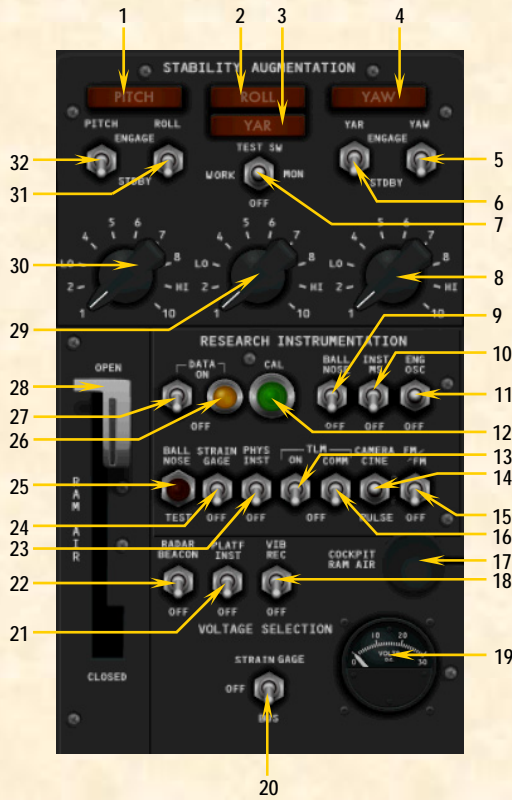 1 2 3 4
STABILITY AUGMENTATION
PITCH ROLL YAW
YAR
PITCH ROLL TEST SW YAR YAW
ENGAGE ENGAGE
32 5
WORK MON
STDBY STDBY
31 OFF 6
7
4 5 6 7 4 5 6 7 4 5 6 7
30 LO 8 LO 8 LO 8 8
2 HI 2 HI 2 HI
1 10 1 10 1 10
29 9
RESEARCH INSTRUMENTATION
OPEN DATA ON CAL BALL NOSE INST MS ENG OSC 10
28
27 11
OFF OFF OFF OFF
26 12
BALL NOSE STRAIN GAGE PHYS INST TLM ON COMM CAMERA CINE FM/FM 13
14
25
TEST OFF OFF OFF PULSE OFF 15
24 16
23
RAM AIR
RADAR BEACON PLATF INST VIB REC COCKPIT RAM AIR 17
22 18
OFF OFF OFF
21
VOLTAGE SELECTION
0 10 20 30
VOLTS
19
STRAIN GAGE
CLOSED OFF
BUS
20